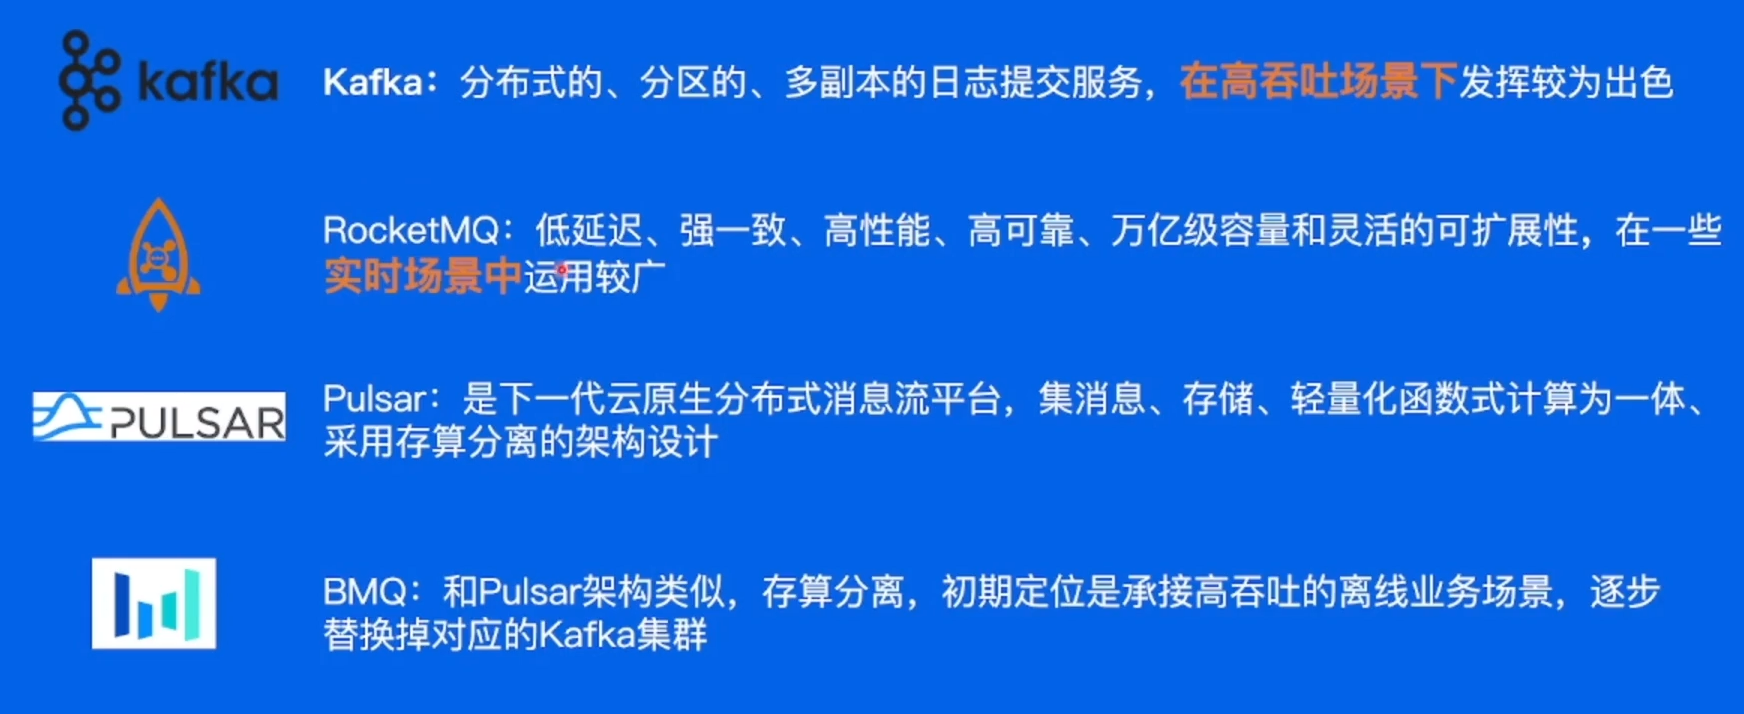 kafka
Kafka：分布式的、分区的、多副本的日志提交服务，在高吞吐场景下发挥较为出色
RocketMQ：低延迟、强一致、高性能、高可靠、万亿级容量和灵活的可扩展性，在一些
实时场景中运用较广
PULSAR
Pulsar：是下一代云原生分布式消息流平台，集消息、存储、轻量化函数式计算为一体、
采用存算分离的架构设计
BMQ：和Pulsar架构类似，存算分离，初期定位是承接高吞吐的离线业务场景，逐步
替换掉对应的Kafka集群